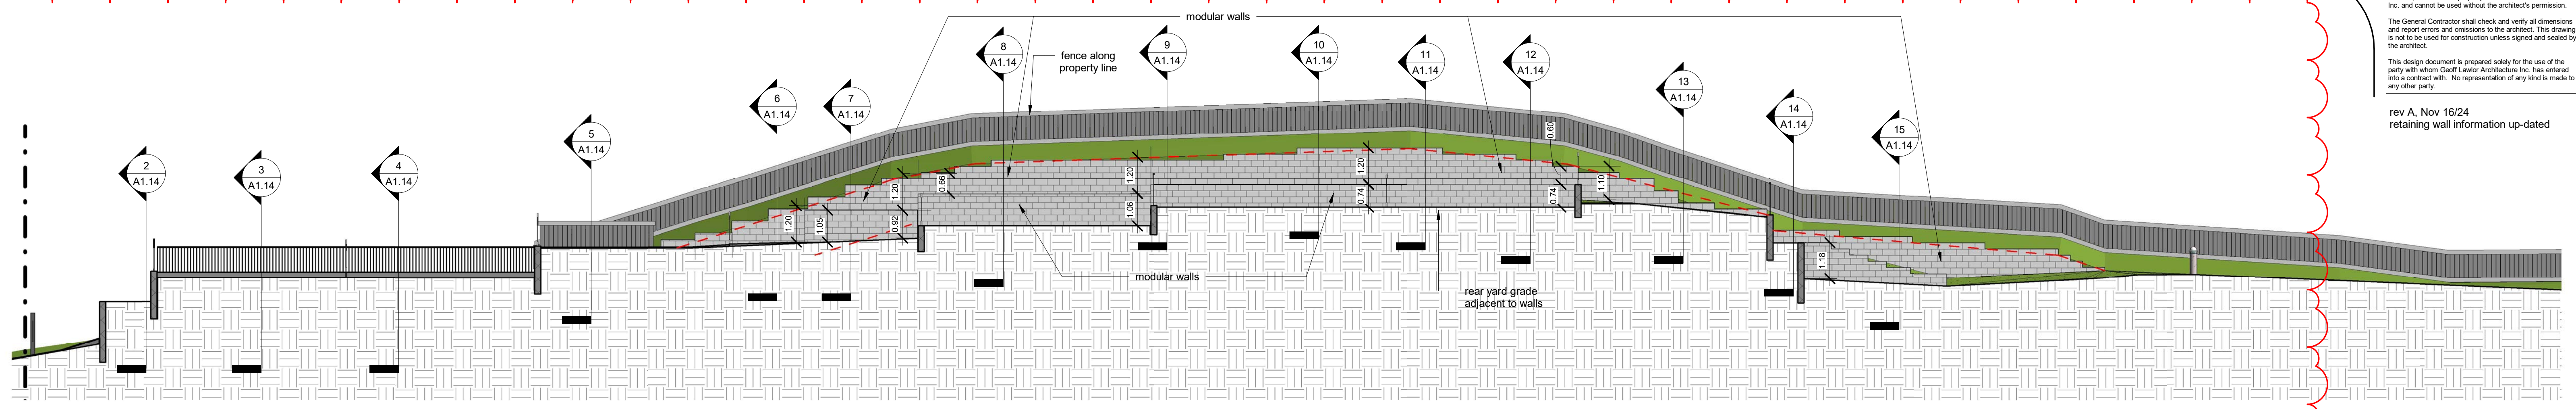 modular walls
Inc. and cannot be used without the architect's permission.
The General Contractor shall check and verify all dimensions
and report errors and omissions to the architect. This drawing
is not to be used for construction unless signed and sealed by
the architect.
This design document is prepared solely for the use of the
party with whom Geoff Lawlor Architecture Inc. has entered
into a contract with. No representation of any kind is made to
any other party.
rev A, Nov 16/24
retaining wall information up-dated
fence along
property line
2
A1.14
3
A1.14
4
A1.14
5
A1.14
6
A1.14
7
A1.14
8
A1.14
9
A1.14
10
A1.14
11
A1.14
12
A1.14
13
A1.14
14
A1.14
15
A1.14
1.20
1.05
1.20
0.92
0.66
1.20
1.06
1.20
0.74
0.60
0.74
1.10
1.18
modular walls
rear yard grade
adjacent to walls